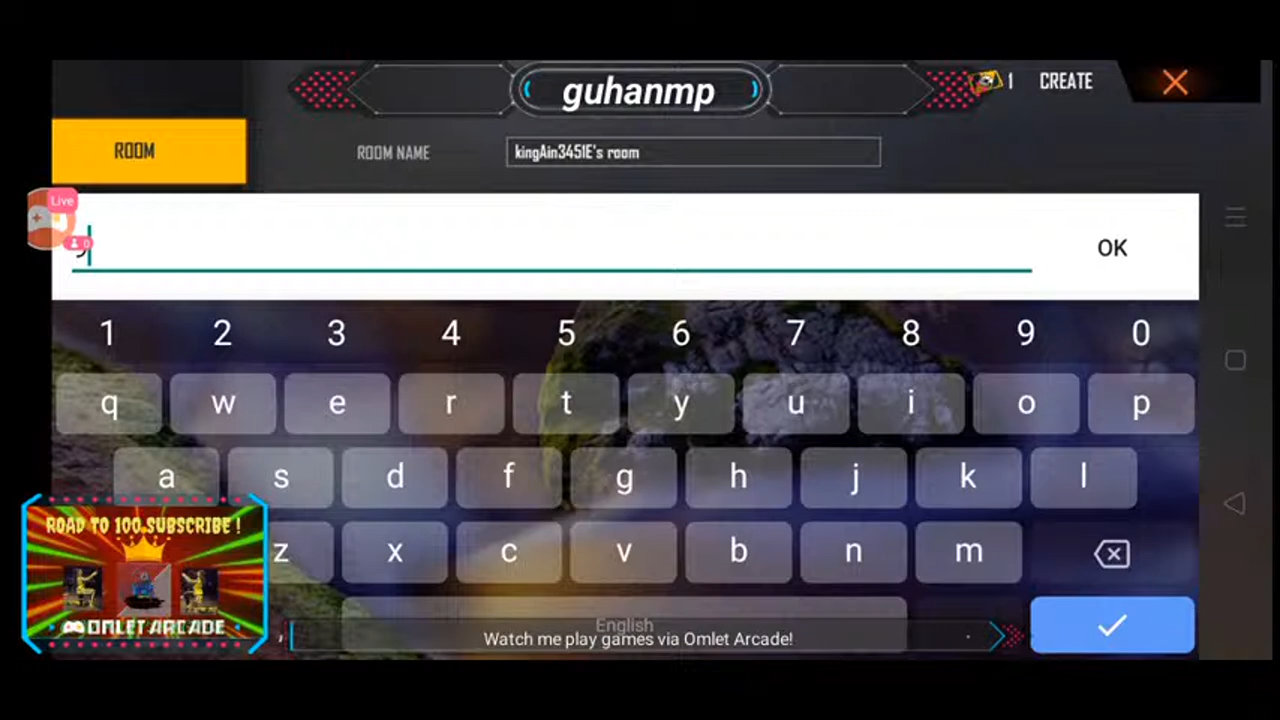 guhanmp
1 CREATE
ROOM
ROOM NAME
kingAin3451E's room
Live
0
OK
1 2 3 4 5 6 7 8 9 0
q w e r t y u i o p
a s d f g h j k l
z x c v b n m
ROAD TO 100 SUBSCRIBE !
OMLET ARCADE
, English .
Watch me play games via Omlet Arcade!